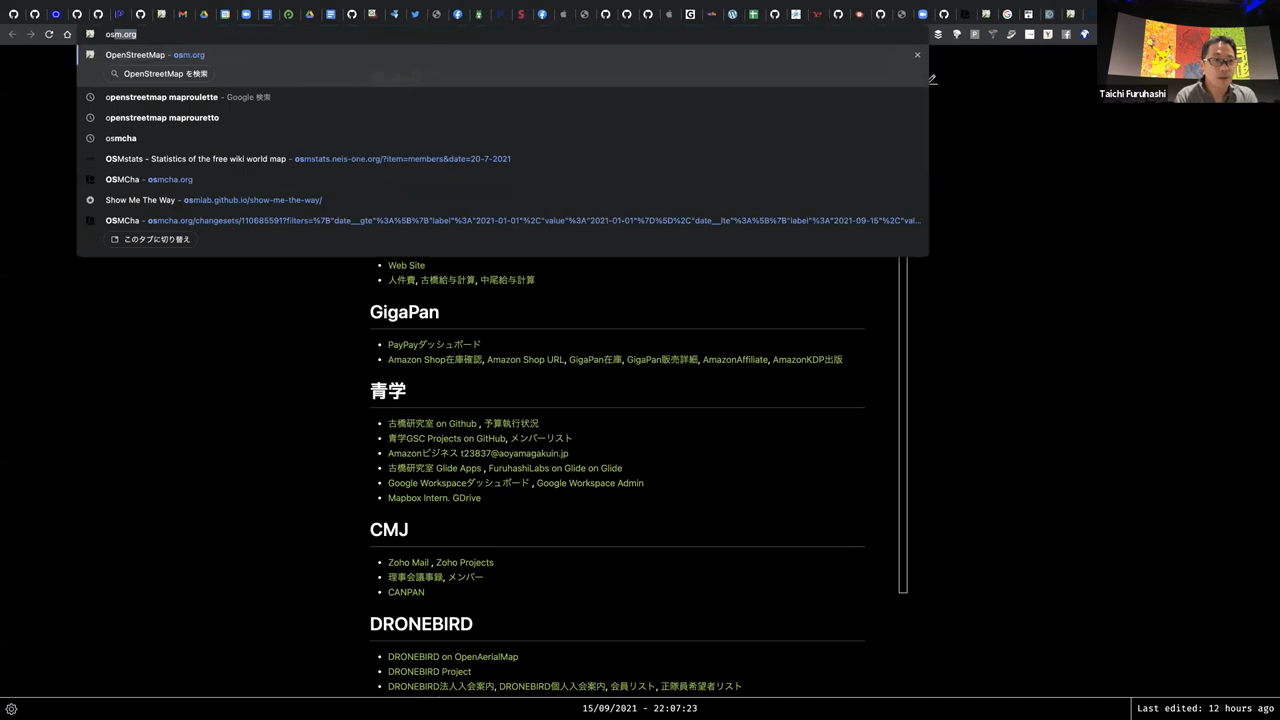 osm.org
OpenStreetMap - osm.org
OpenStreetMap を検索
openstreetmap maproulette - Google 検索
openstreetmap maprouretto
osmcha
OSMstats - Statistics of the free wiki world map - osmstats.neis-one.org/?item=members&date=20-7-2021
OSMCha - osmcha.org
Show Me The Way - osmlab.github.io/show-me-the-way/
OSMCha - osmcha.org/changesets/110685591?filters=%7B"date__gte"%3A%5B%7B"label"%3A"2021-01-01"%2C"value"%3A"2021-01-01"%7D%5D%2C"date__lte"%3A%5B%7B"label"%3A"2021-09-15"%2C"val...
このタブに切り替え
Taichi Furuhashi
Web Site
人件費, 古橋給与計算, 中尾給与計算
GigaPan
PayPayダッシュボード
Amazon Shop在庫確認, Amazon Shop URL, GigaPan在庫, GigaPan販売詳細, AmazonAffiliate, AmazonKDP出版
青学
古橋研究室 on Github , 予算執行状況
青学GSC Projects on GitHub, メンバーリスト
Amazonビジネス t23837@aoyamagakuin.jp
古橋研究室 Glide Apps , FuruhashiLabs on Glide on Glide
Google Workspaceダッシュボード , Google Workspace Admin
Mapbox Intern. GDrive
CMJ
Zoho Mail , Zoho Projects
理事会議事録, メンバー
CANPAN
DRONEBIRD
DRONEBIRD on OpenAerialMap
DRONEBIRD Project
DRONEBIRD法人入会案内, DRONEBIRD個人入会案内, 会員リスト, 正隊員希望者リスト
15/09/2021 - 22:07:23
Last edited: 12 hours ago